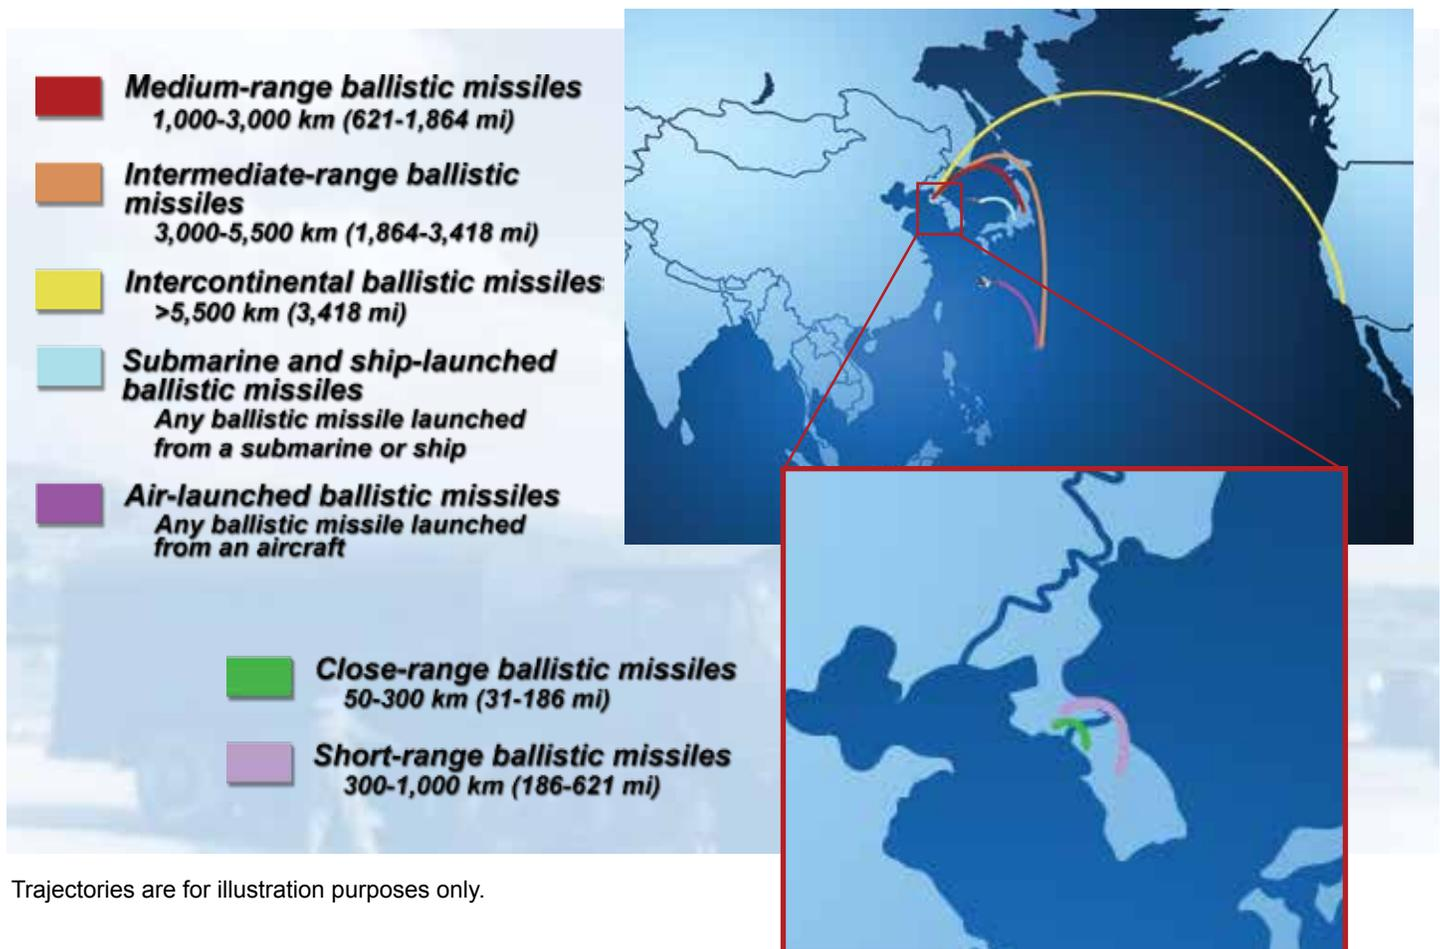 Medium-range ballistic missiles
1,000-3,000 km (621-1,864 mi)
Intermediate-range ballistic
missiles
3,000-5,500 km (1,864-3,418 mi)
Intercontinental ballistic missiles
>5,500 km (3,418 mi)
Submarine and ship-launched
ballistic missiles
Any ballistic missile launched
from a submarine or ship
Air-launched ballistic missiles
Any ballistic missile launched
from an aircraft
Close-range ballistic missiles
50-300 km (31-186 mi)
Short-range ballistic missiles
300-1,000 km (186-621 mi)
Trajectories are for illustration purposes only.